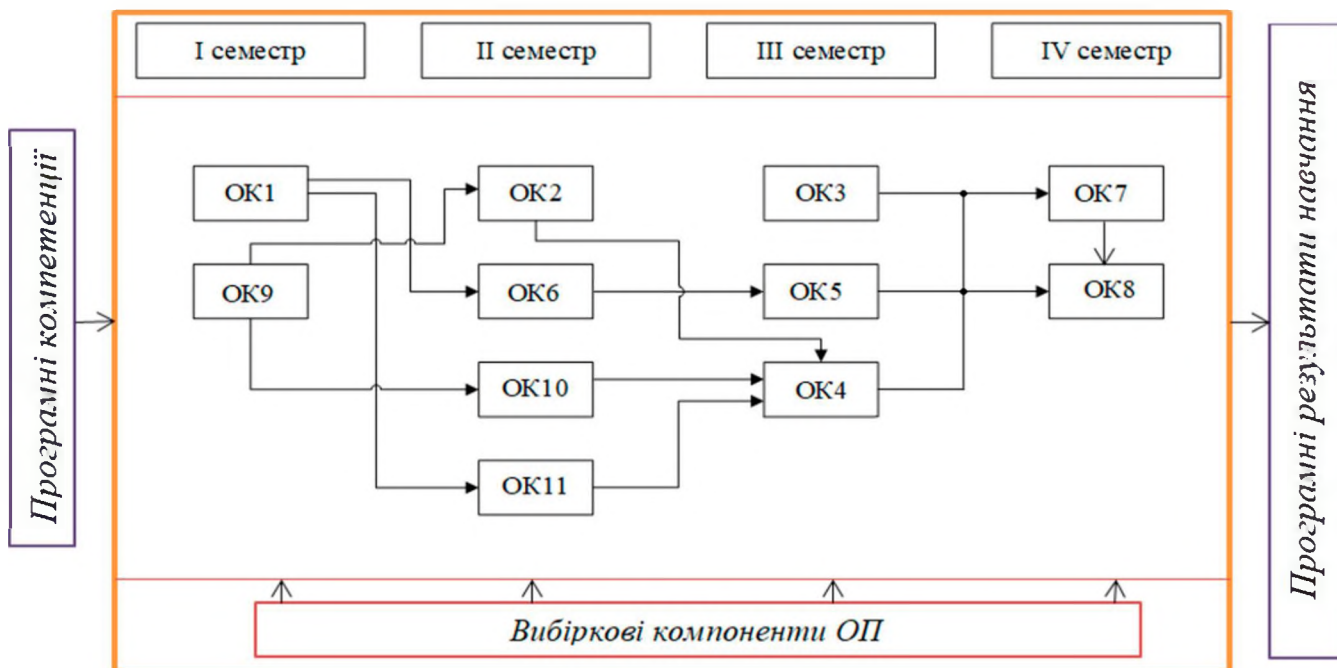 I семестр
II семестр
III семестр
IV семестр
Програмні компетенції
ОК1
ОК2
ОК3
ОК7
ОК9
ОК6
ОК5
ОК8
ОК10
ОК4
ОК11
Вибіркові компоненти ОП
Програмні результати навчання